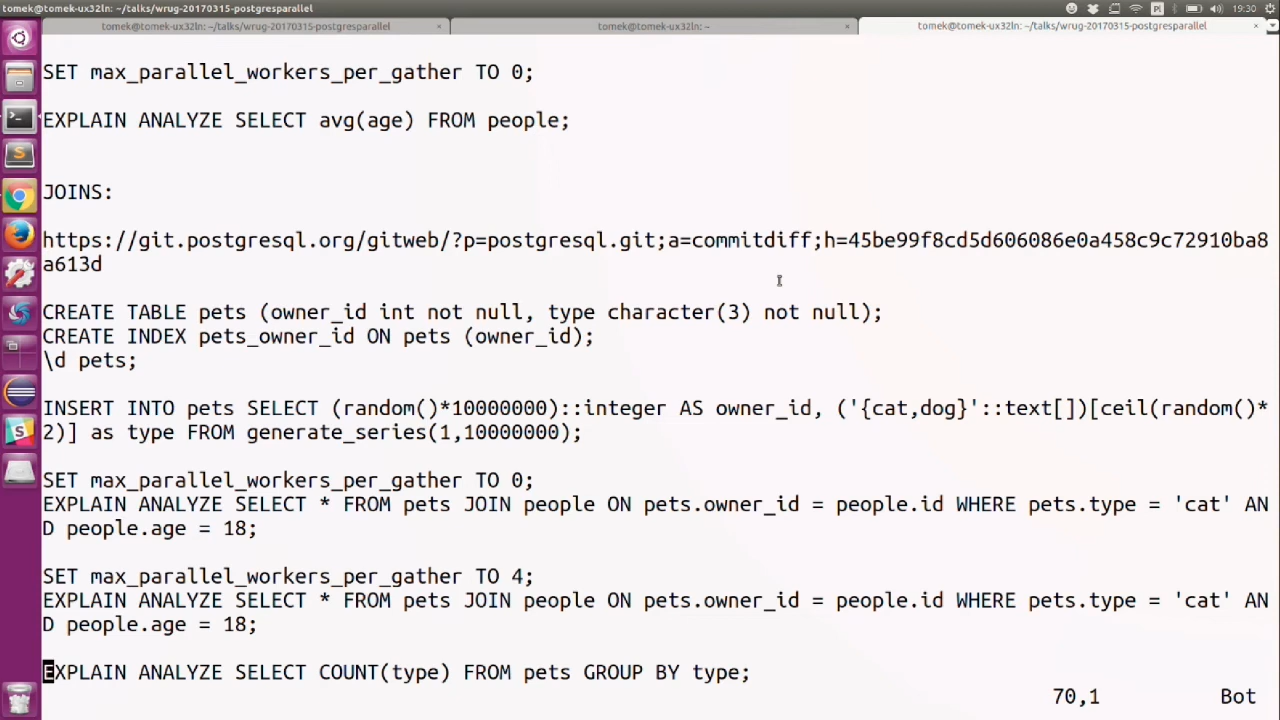 tomek@tomek-ux32ln: ~/talks/wrug-20170315-postgresparallel
19:30
tomek@tomek-ux32ln: ~/talks/wrug-20170315-postgresparallel × tomek@tomek-ux32ln: ~ × tomek@tomek-ux32ln: ~/talks/wrug-20170315-postgresparallel ×
SET max_parallel_workers_per_gather TO 0;
EXPLAIN ANALYZE SELECT avg(age) FROM people;
JOINS:
https://git.postgresql.org/gitweb/?p=postgresql.git;a=commitdiff;h=45be99f8cd5d606086e0a458c9c72910ba8
a613d
CREATE TABLE pets (owner_id int not null, type character(3) not null);
CREATE INDEX pets_owner_id ON pets (owner_id);
\d pets;
INSERT INTO pets SELECT (random()*10000000)::integer AS owner_id, ('{cat,dog}'::text[])[ceil(random()*
2)] as type FROM generate_series(1,10000000);
SET max_parallel_workers_per_gather TO 0;
EXPLAIN ANALYZE SELECT * FROM pets JOIN people ON pets.owner_id = people.id WHERE pets.type = 'cat' AN
D people.age = 18;
SET max_parallel_workers_per_gather TO 4;
EXPLAIN ANALYZE SELECT * FROM pets JOIN people ON pets.owner_id = people.id WHERE pets.type = 'cat' AN
D people.age = 18;
EXPLAIN ANALYZE SELECT COUNT(type) FROM pets GROUP BY type;
70,1 Bot